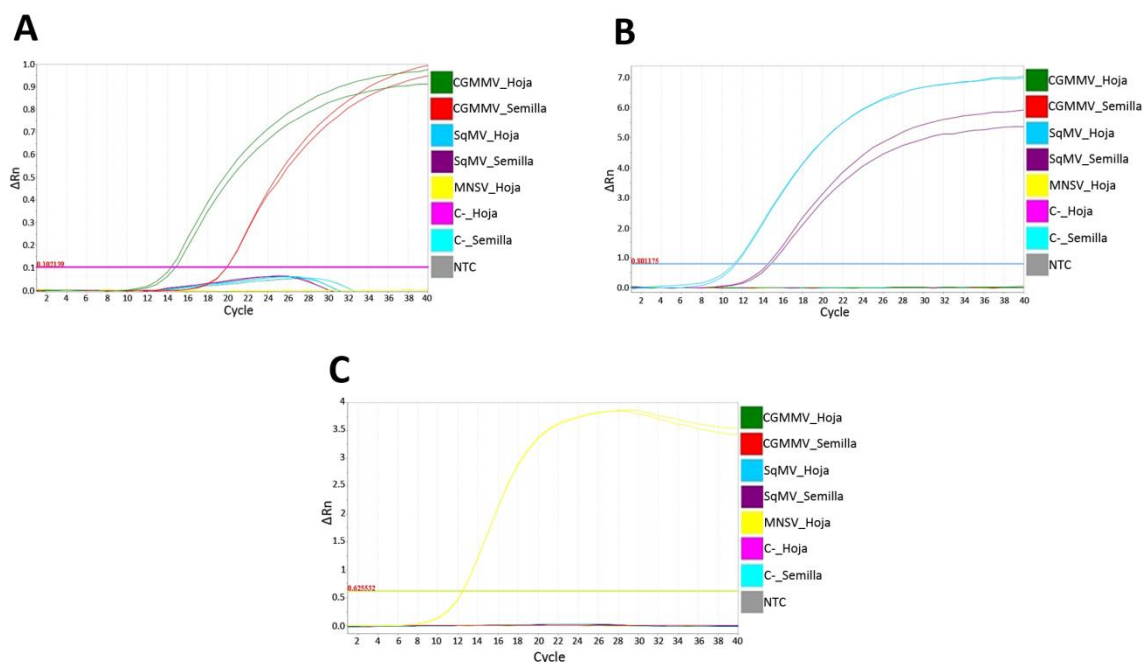 A
1.0
0.9
0.8
0.7
0.6
0.5
0.4
0.3
0.2
0.1
0.0
ΔRn
0.102139
2 4 6 8 10 12 14 16 18 20 22 24 26 28 30 32 34 36 38 40
Cycle
CGMMV_Hoja
CGMMV_Semilla
SqMV_Hoja
SqMV_Semilla
MNSV_Hoja
C-_Hoja
C-_Semilla
NTC
B
7.0
6.0
5.0
4.0
3.0
2.0
1.0
0.0
ΔRn
0.801175
2 4 6 8 10 12 14 16 18 20 22 24 26 28 30 32 34 36 38 40
Cycle
CGMMV_Hoja
CGMMV_Semilla
SqMV_Hoja
SqMV_Semilla
MNSV_Hoja
C-_Hoja
C-_Semilla
NTC
C
4
3.5
3
2.5
2
1.5
1
0.5
0
ΔRn
0.625532
2 4 6 8 10 12 14 16 18 20 22 24 26 28 30 32 34 36 38 40
Cycle
CGMMV_Hoja
CGMMV_Semilla
SqMV_Hoja
SqMV_Semilla
MNSV_Hoja
C-_Hoja
C-_Semilla
NTC